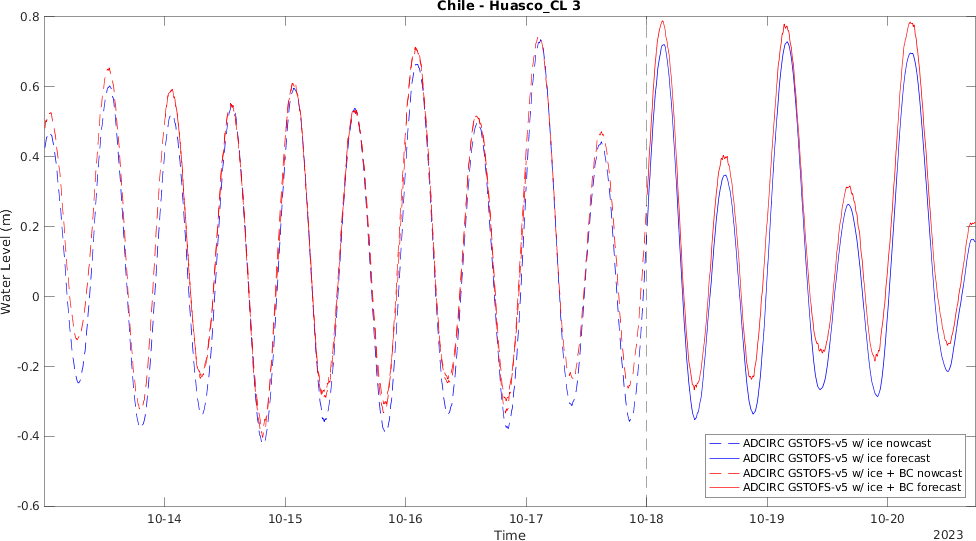 Chile - Huasco_CL 3
0.8
0.6
0.4
0.2
0
-0.2
-0.4
-0.6
Water Level (m)
10-14
10-15
10-16
10-17
10-18
10-19
10-20
Time
2023
ADCIRC GSTOFS-v5 w/ ice nowcast
ADCIRC GSTOFS-v5 w/ ice forecast
ADCIRC GSTOFS-v5 w/ ice + BC nowcast
ADCIRC GSTOFS-v5 w/ ice + BC forecast